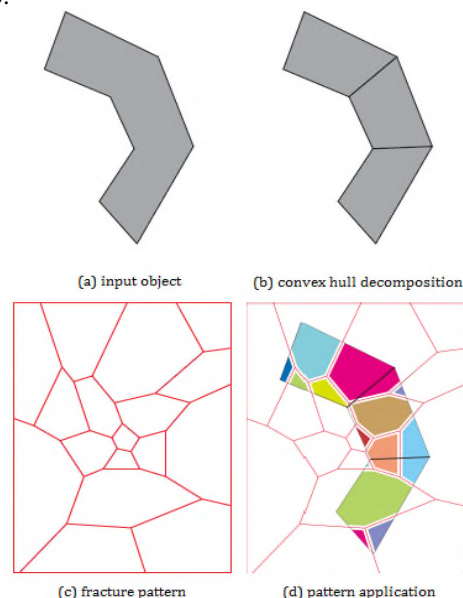 (a) input object
(b) convex hull decomposition
(c) fracture pattern
(d) pattern application